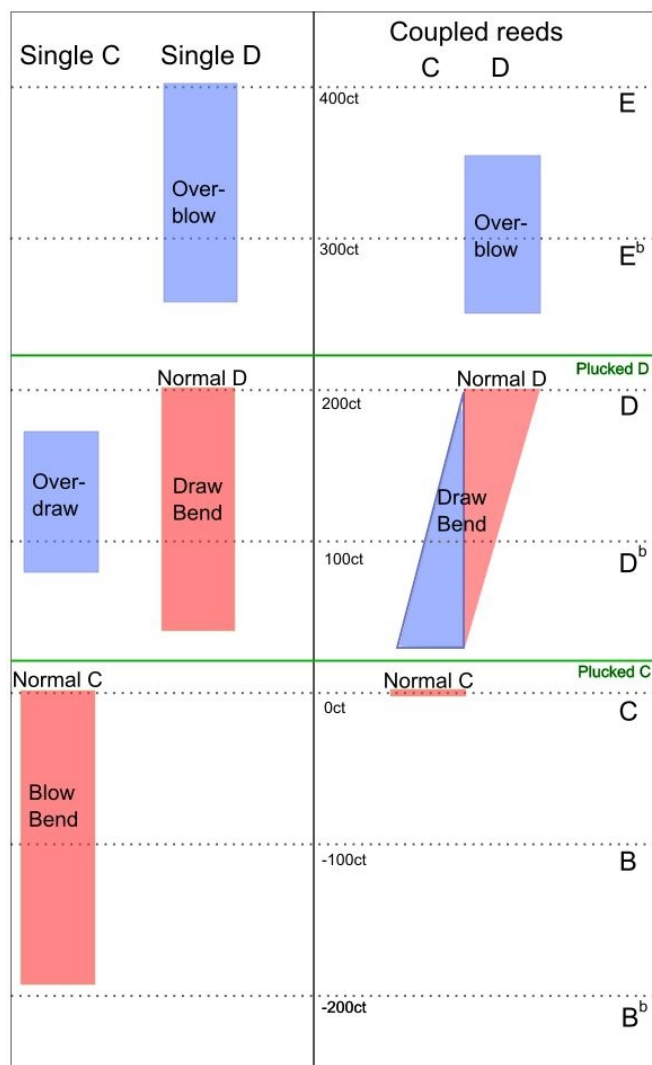 Coupled reeds
Single C Single D
C D
400ct
E
Over-
blow
Over-
blow
300ct
E♭
Plucked D
Normal D
Normal D
200ct
D
Over-
draw
Draw
Bend
Draw
Bend
100ct
D♭
Plucked C
Normal C
Normal C
0ct
C
Blow
Bend
-100ct
B
-200ct
B♭